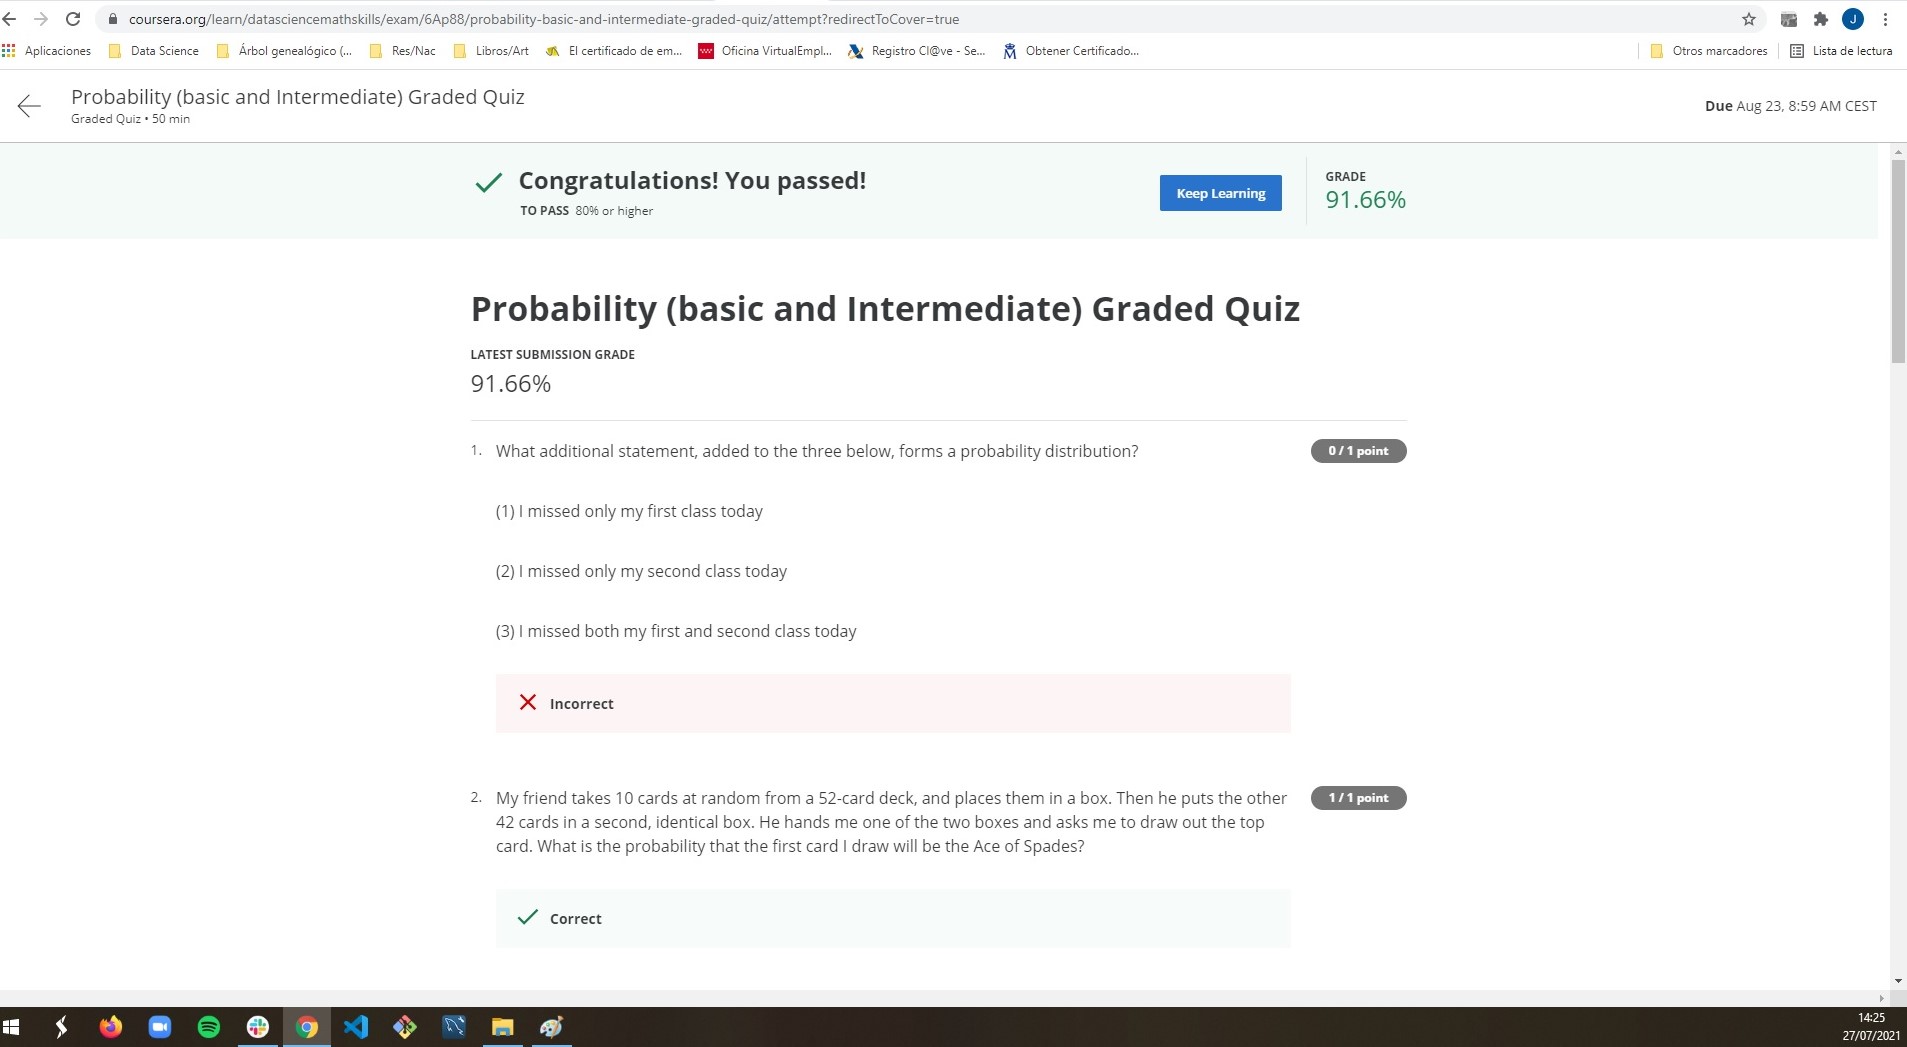 coursera.org/learn/datasciencemathskills/exam/6Ap88/probability-basic-and-intermediate-graded-quiz/attempt?redirectToCover=true
J
Aplicaciones Data Science Árbol genealógico (... Res/Nac Libros/Art El certificado de em... Oficina VirtualEmpl... Registro Cl@ve - Se... Obtener Certificado... Otros marcadores Lista de lectura
Probability (basic and Intermediate) Graded Quiz
Graded Quiz • 50 min
Due Aug 23, 8:59 AM CEST
Congratulations! You passed!
TO PASS 80% or higher
Keep Learning
GRADE
91.66%
Probability (basic and Intermediate) Graded Quiz
LATEST SUBMISSION GRADE
91.66%
1. What additional statement, added to the three below, forms a probability distribution?
0 / 1 point
(1) I missed only my first class today
(2) I missed only my second class today
(3) I missed both my first and second class today
Incorrect
2. My friend takes 10 cards at random from a 52-card deck, and places them in a box. Then he puts the other
1 / 1 point
42 cards in a second, identical box. He hands me one of the two boxes and asks me to draw out the top
card. What is the probability that the first card I draw will be the Ace of Spades?
Correct
14:25
27/07/2021